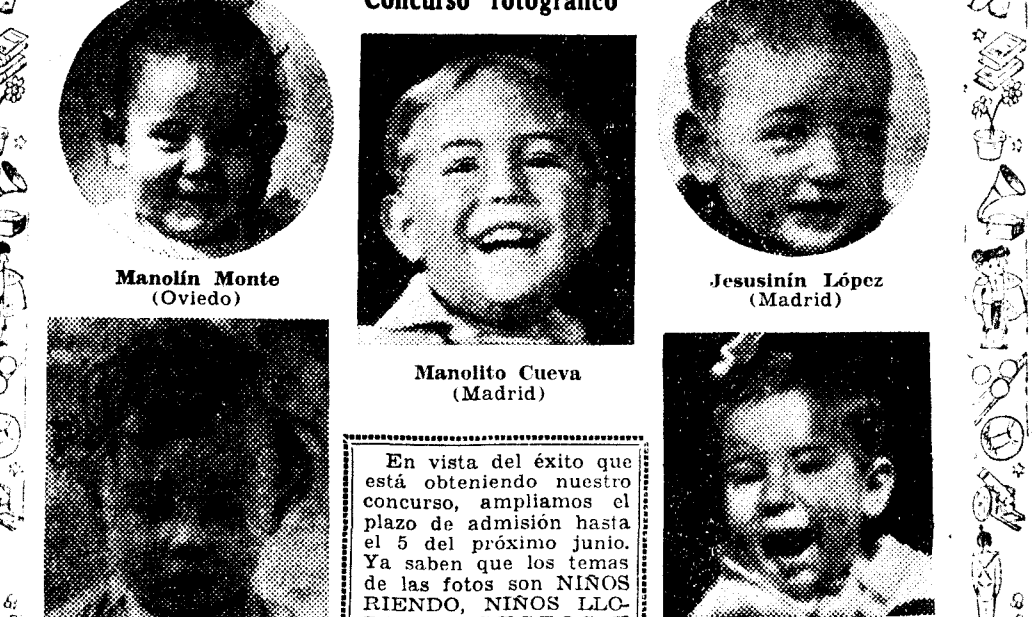 Concurso fotográfico
Manolín Monte
(Oviedo)
Manolito Cueva
(Madrid)
Jesusinín López
(Madrid)
En vista del éxito que
está obteniendo nuestro
concurso, ampliamos el
plazo de admisión hasta
el 5 del próximo junio.
Ya saben que los temas
de las fotos son NIÑOS
RIENDO, NIÑOS LLO-